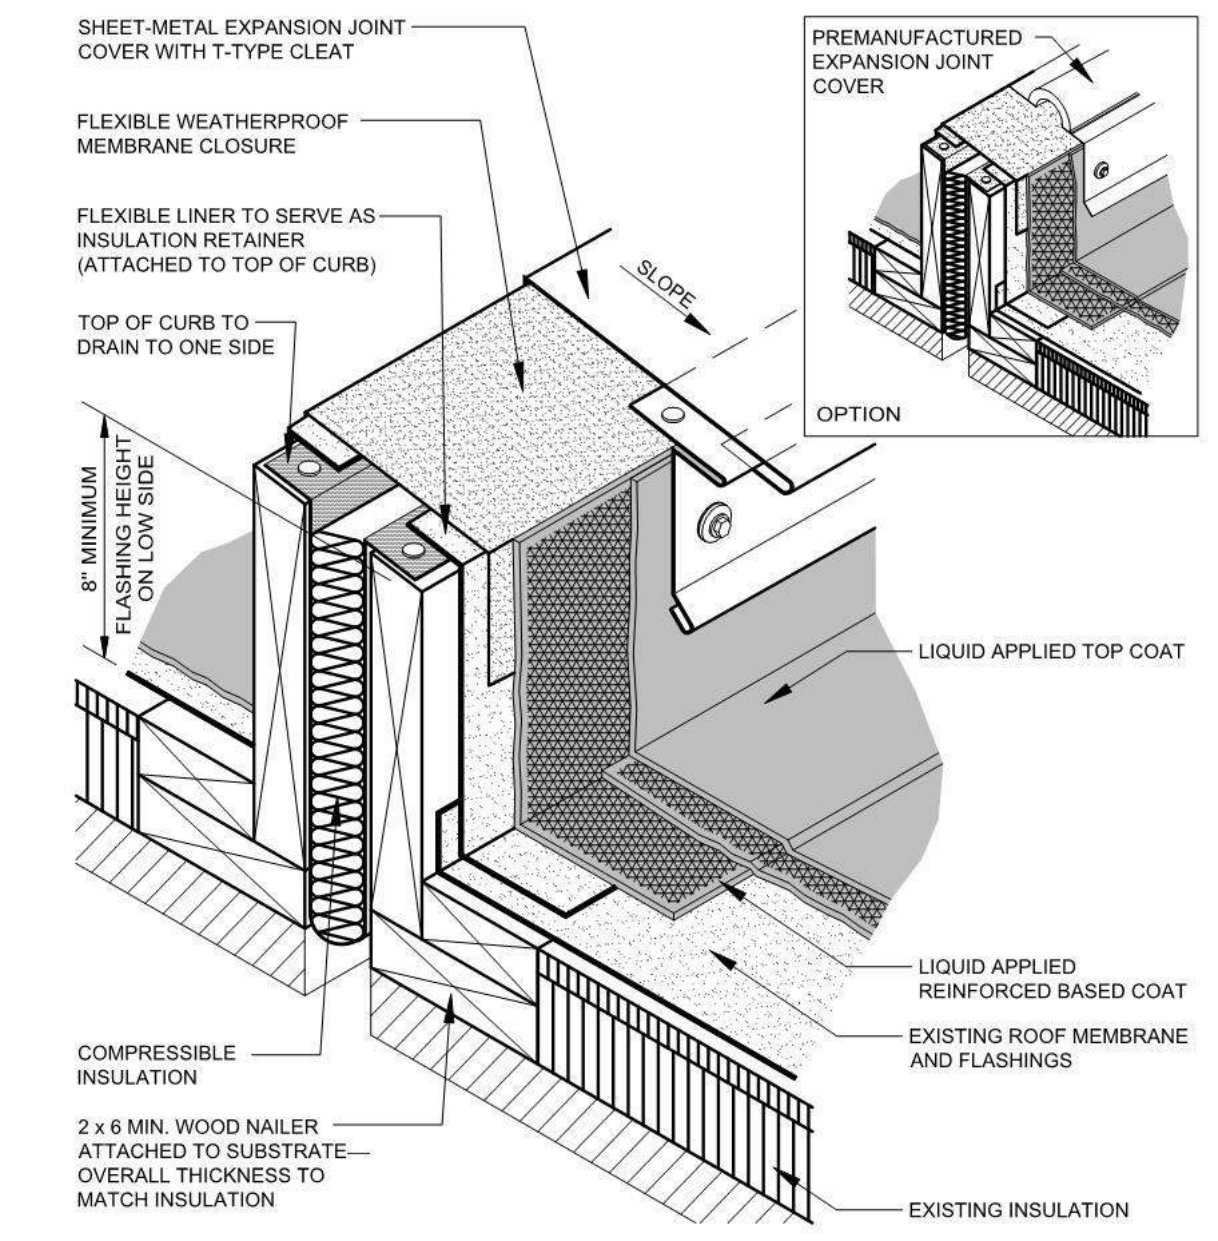 SHEET-METAL EXPANSION JOINT
COVER WITH T-TYPE CLEAT
FLEXIBLE WEATHERPROOF
MEMBRANE CLOSURE
FLEXIBLE LINER TO SERVE AS
INSULATION RETAINER
(ATTACHED TO TOP OF CURB)
TOP OF CURB TO
DRAIN TO ONE SIDE
8" MINIMUM
FLASHING HEIGHT
ON LOW SIDE
SLOPE
PREMANUFACTURED
EXPANSION JOINT
COVER
OPTION
LIQUID APPLIED TOP COAT
LIQUID APPLIED
REINFORCED BASED COAT
EXISTING ROOF MEMBRANE
AND FLASHINGS
COMPRESSIBLE
INSULATION
2 x 6 MIN. WOOD NAILER
ATTACHED TO SUBSTRATE
OVERALL THICKNESS TO
MATCH INSULATION
EXISTING INSULATION